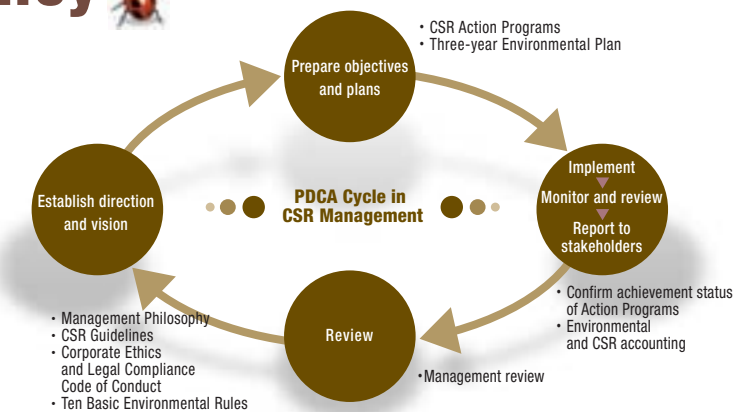 • CSR Action Programs
• Three-year Environmental Plan
Prepare objectives
and plans
Implement
Monitor and review
Report to
stakeholders
Establish direction
and vision
PDCA Cycle in
CSR Management
• Confirm achievement status
of Action Programs
• Environmental
and CSR accounting
Review
•Management review
• Management Philosophy
• CSR Guidelines
• Corporate Ethics
and Legal Compliance
Code of Conduct
• Ten Basic Environmental Rules